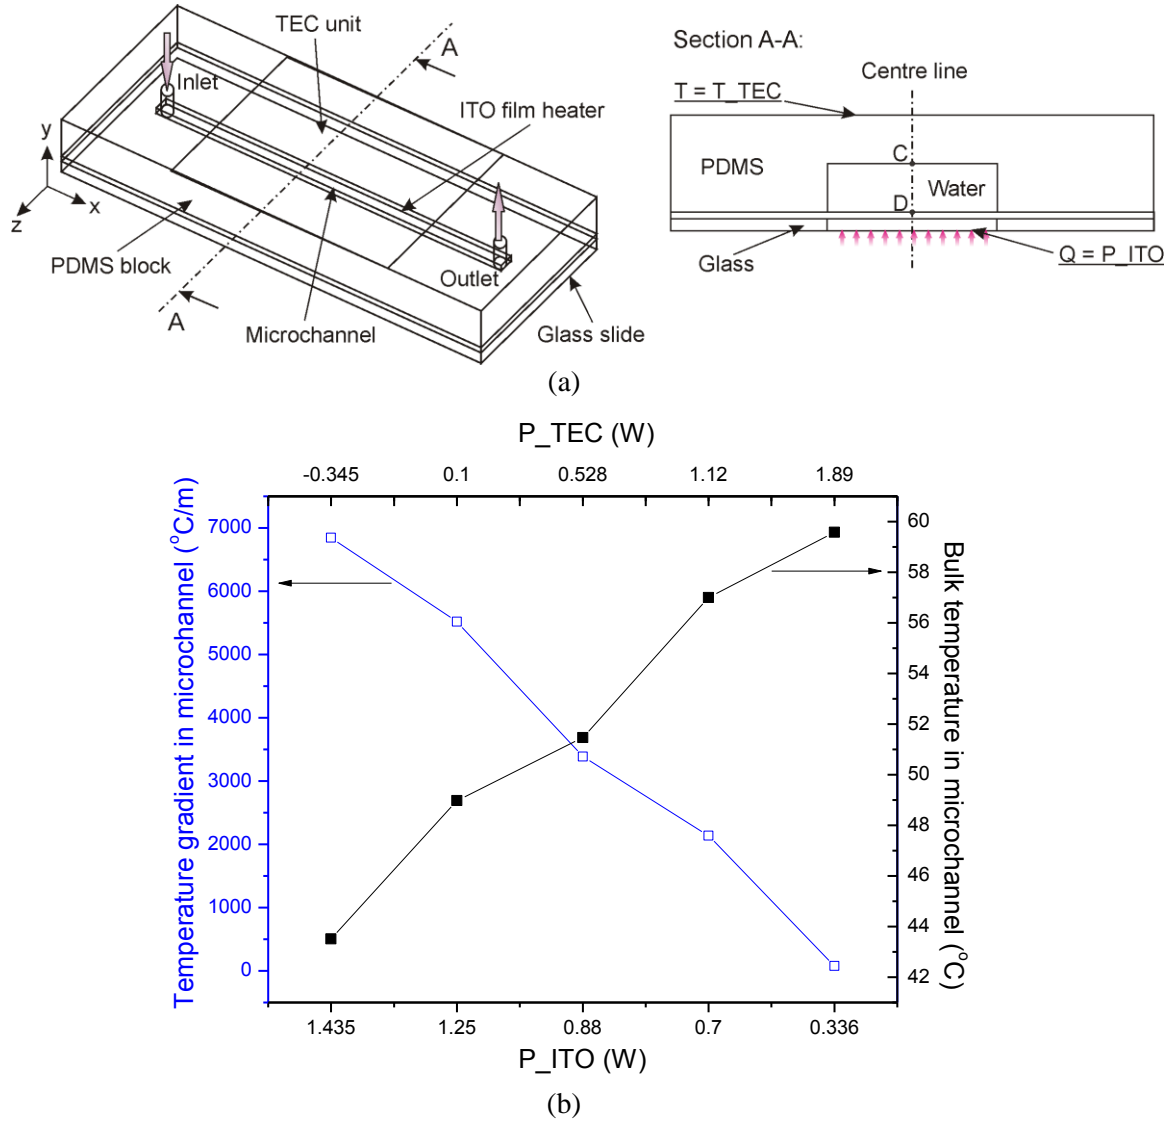 TEC unit
A
Inlet
ITO film heater
y
x
z
PDMS block
Outlet
A
Microchannel
Glass slide
Section A-A:
Centre line
T = T_TEC
C
PDMS
Water
D
Glass
Q = P_ITO
(a)
P_TEC (W)
-0.345 0.1 0.528 1.12 1.89
Temperature gradient in microchannel (°C/m)
7000
6000
5000
4000
3000
2000
1000
0
60
58
56
54
52
50
48
46
44
42
Bulk temperature in microchannel (°C)
1.435 1.25 0.88 0.7 0.336
P_ITO (W)
(b)